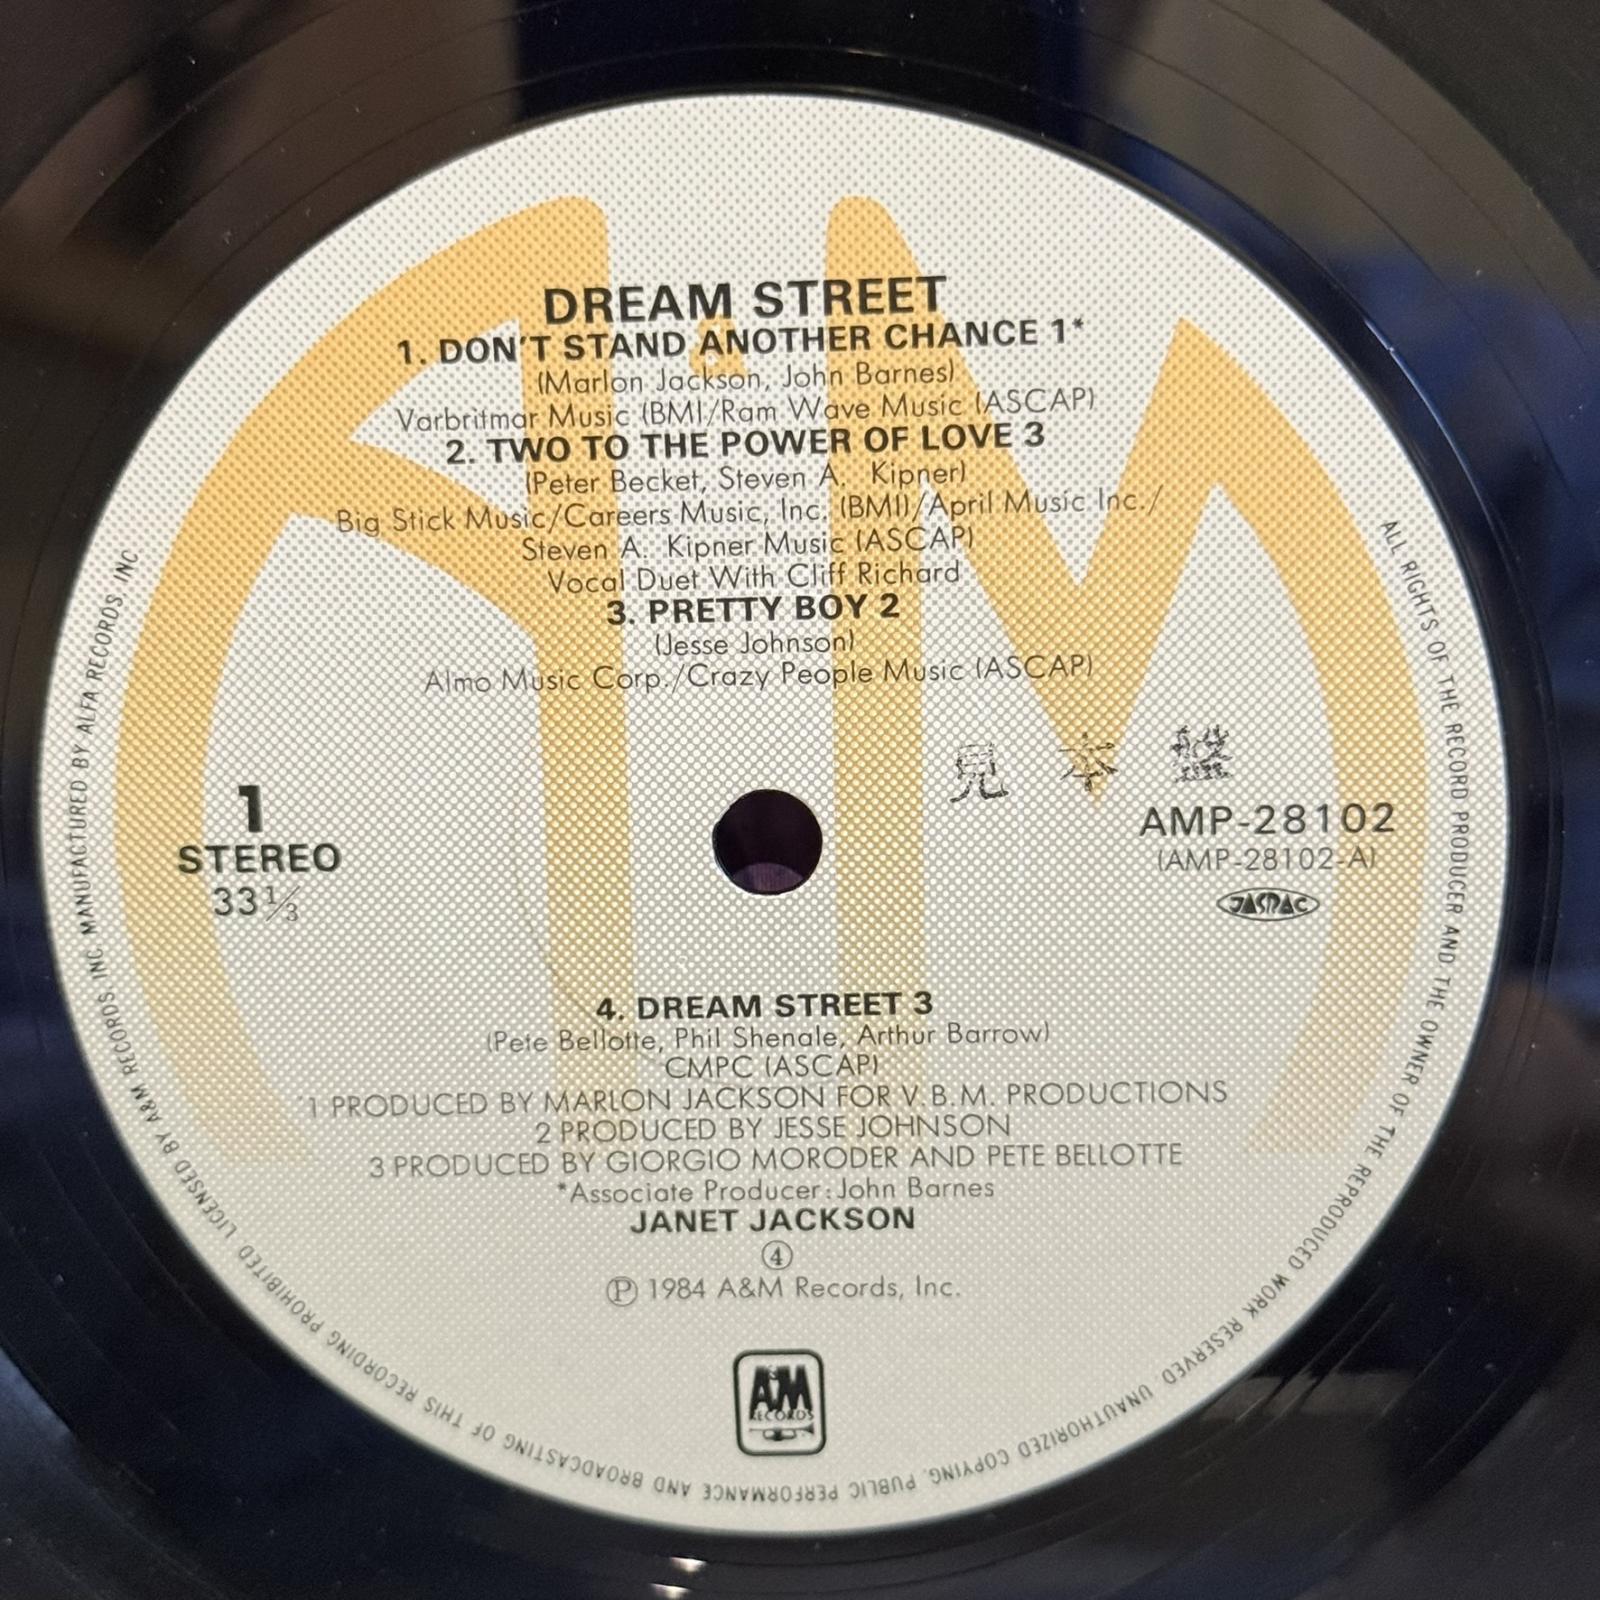 DREAM STREET
1. DON'T STAND ANOTHER CHANCE 1*
(Marlon Jackson, John Barnes)
Varbritmar Music (BMI/Ram Wave Music (ASCAP)
2. TWO TO THE POWER OF LOVE 3
(Peter Becket, Steven A. Kipner)
Big Stick Music/Careers Music, Inc. (BMI)/April Music Inc./
Steven A. Kipner Music (ASCAP)
Vocal Duet With Cliff Richard
3. PRETTY BOY 2
(Jesse Johnson)
Almo Music Corp./Crazy People Music (ASCAP)
見本盤
1
STEREO
33 1/3
AMP-28102
(AMP-28102-A)
JASRAC
4. DREAM STREET 3
(Pete Bellotte, Phil Shenale, Arthur Barrow)
CMPC (ASCAP)
1 PRODUCED BY MARLON JACKSON FOR V.B.M. PRODUCTIONS
2 PRODUCED BY JESSE JOHNSON
3 PRODUCED BY GIORGIO MORODER AND PETE BELLOTTE
*Associate Producer: John Barnes
JANET JACKSON
④
Ⓟ 1984 A&M Records, Inc.
A&M
RECORDS
ALL RIGHTS OF THE RECORD PRODUCER AND THE OWNER OF THE REPRODUCED WORK RESERVED. UNAUTHORIZED COPYING, PUBLIC PERFORMANCE AND BROADCASTING OF THIS RECORDING PROHIBITED. LICENSED BY A&M RECORDS, INC. MANUFACTURED BY ALFA RECORDS INC